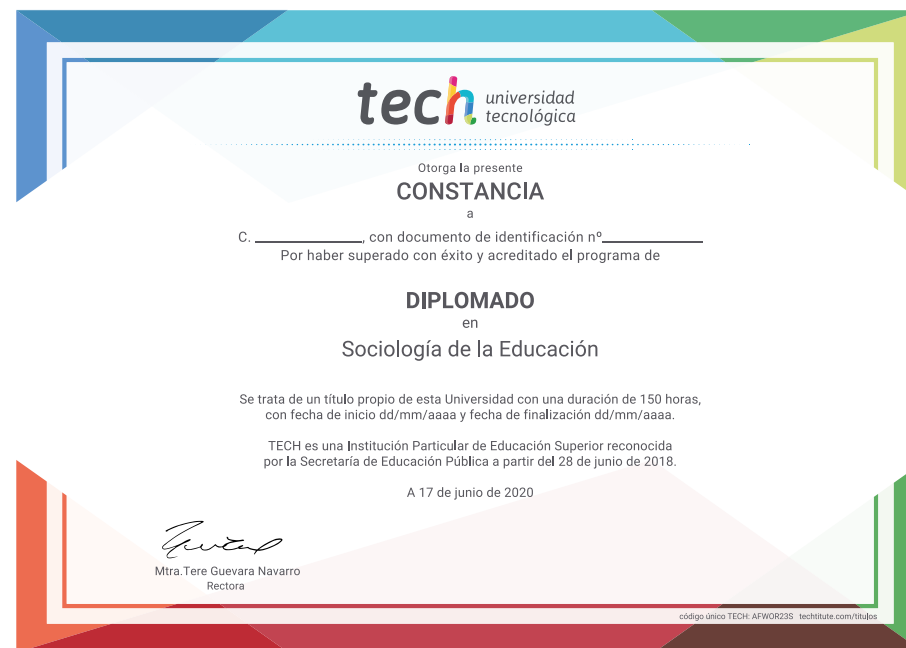 tech universidad
tecnológica
Otorga la presente
CONSTANCIA
a
C. ____________, con documento de identificación nº____________
Por haber superado con éxito y acreditado el programa de
DIPLOMADO
en
Sociología de la Educación
Se trata de un título propio de esta Universidad con una duración de 150 horas,
con fecha de inicio dd/mm/aaaa y fecha de finalización dd/mm/aaaa.
TECH es una Institución Particular de Educación Superior reconocida
por la Secretaría de Educación Pública a partir del 28 de junio de 2018.
A 17 de junio de 2020
Mtra.Tere Guevara Navarro
Rectora
código único TECH: AFWOR23S techtitute.com/titulos